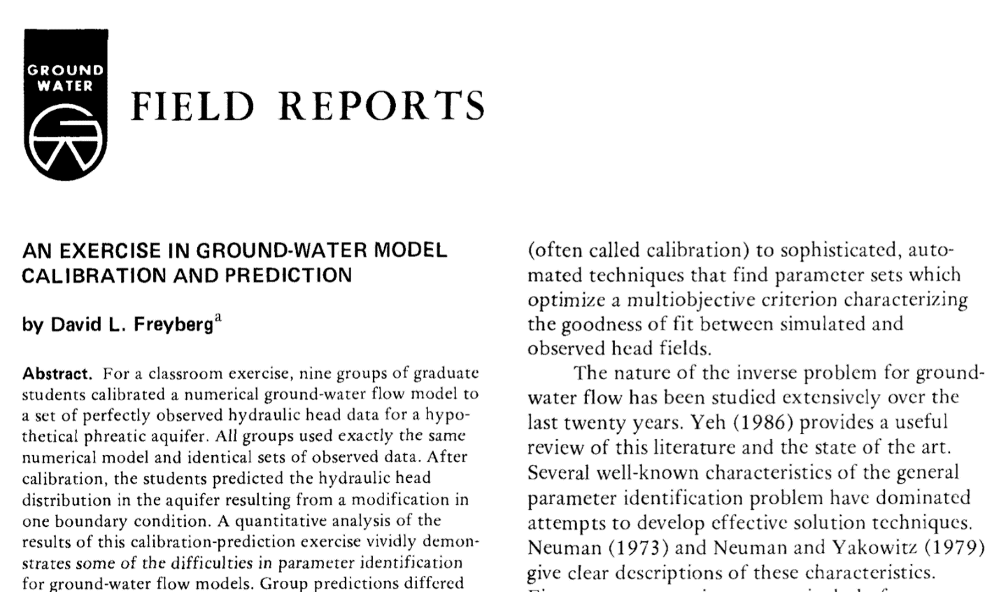 GROUND
WATER
FIELD REPORTS
AN EXERCISE IN GROUND-WATER MODEL
CALIBRATION AND PREDICTION
by David L. Freyberg^a
Abstract. For a classroom exercise, nine groups of graduate
students calibrated a numerical ground-water flow model to
a set of perfectly observed hydraulic head data for a hypo-
thetical phreatic aquifer. All groups used exactly the same
numerical model and identical sets of observed data. After
calibration, the students predicted the hydraulic head
distribution in the aquifer resulting from a modification in
one boundary condition. A quantitative analysis of the
results of this calibration-prediction exercise vividly demon-
strates some of the difficulties in parameter identification
for ground-water flow models. Group predictions differed
(often called calibration) to sophisticated, auto-
mated techniques that find parameter sets which
optimize a multiobjective criterion characterizing
the goodness of fit between simulated and
observed head fields.
The nature of the inverse problem for ground-
water flow has been studied extensively over the
last twenty years. Yeh (1986) provides a useful
review of this literature and the state of the art.
Several well-known characteristics of the general
parameter identification problem have dominated
attempts to develop effective solution techniques.
Neuman (1973) and Neuman and Yakowitz (1979)
give clear descriptions of these characteristics.